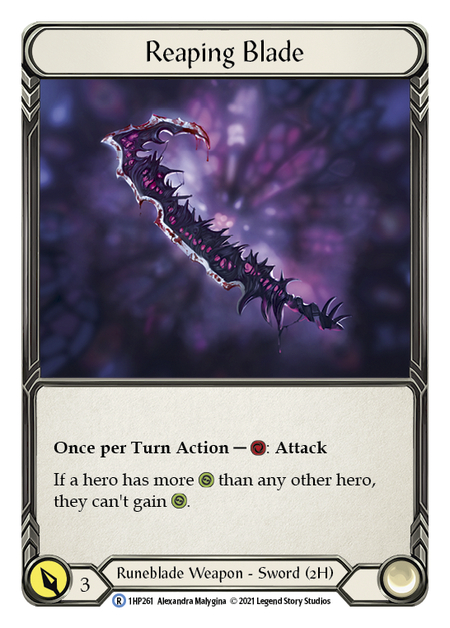 Reaping Blade
Once per Turn Action — : Attack
If a hero has more than any other hero,
they can't gain .
3
Runeblade Weapon - Sword (2H)
R 1HP261 Alexandra Malygina © 2021 Legend Story Studios